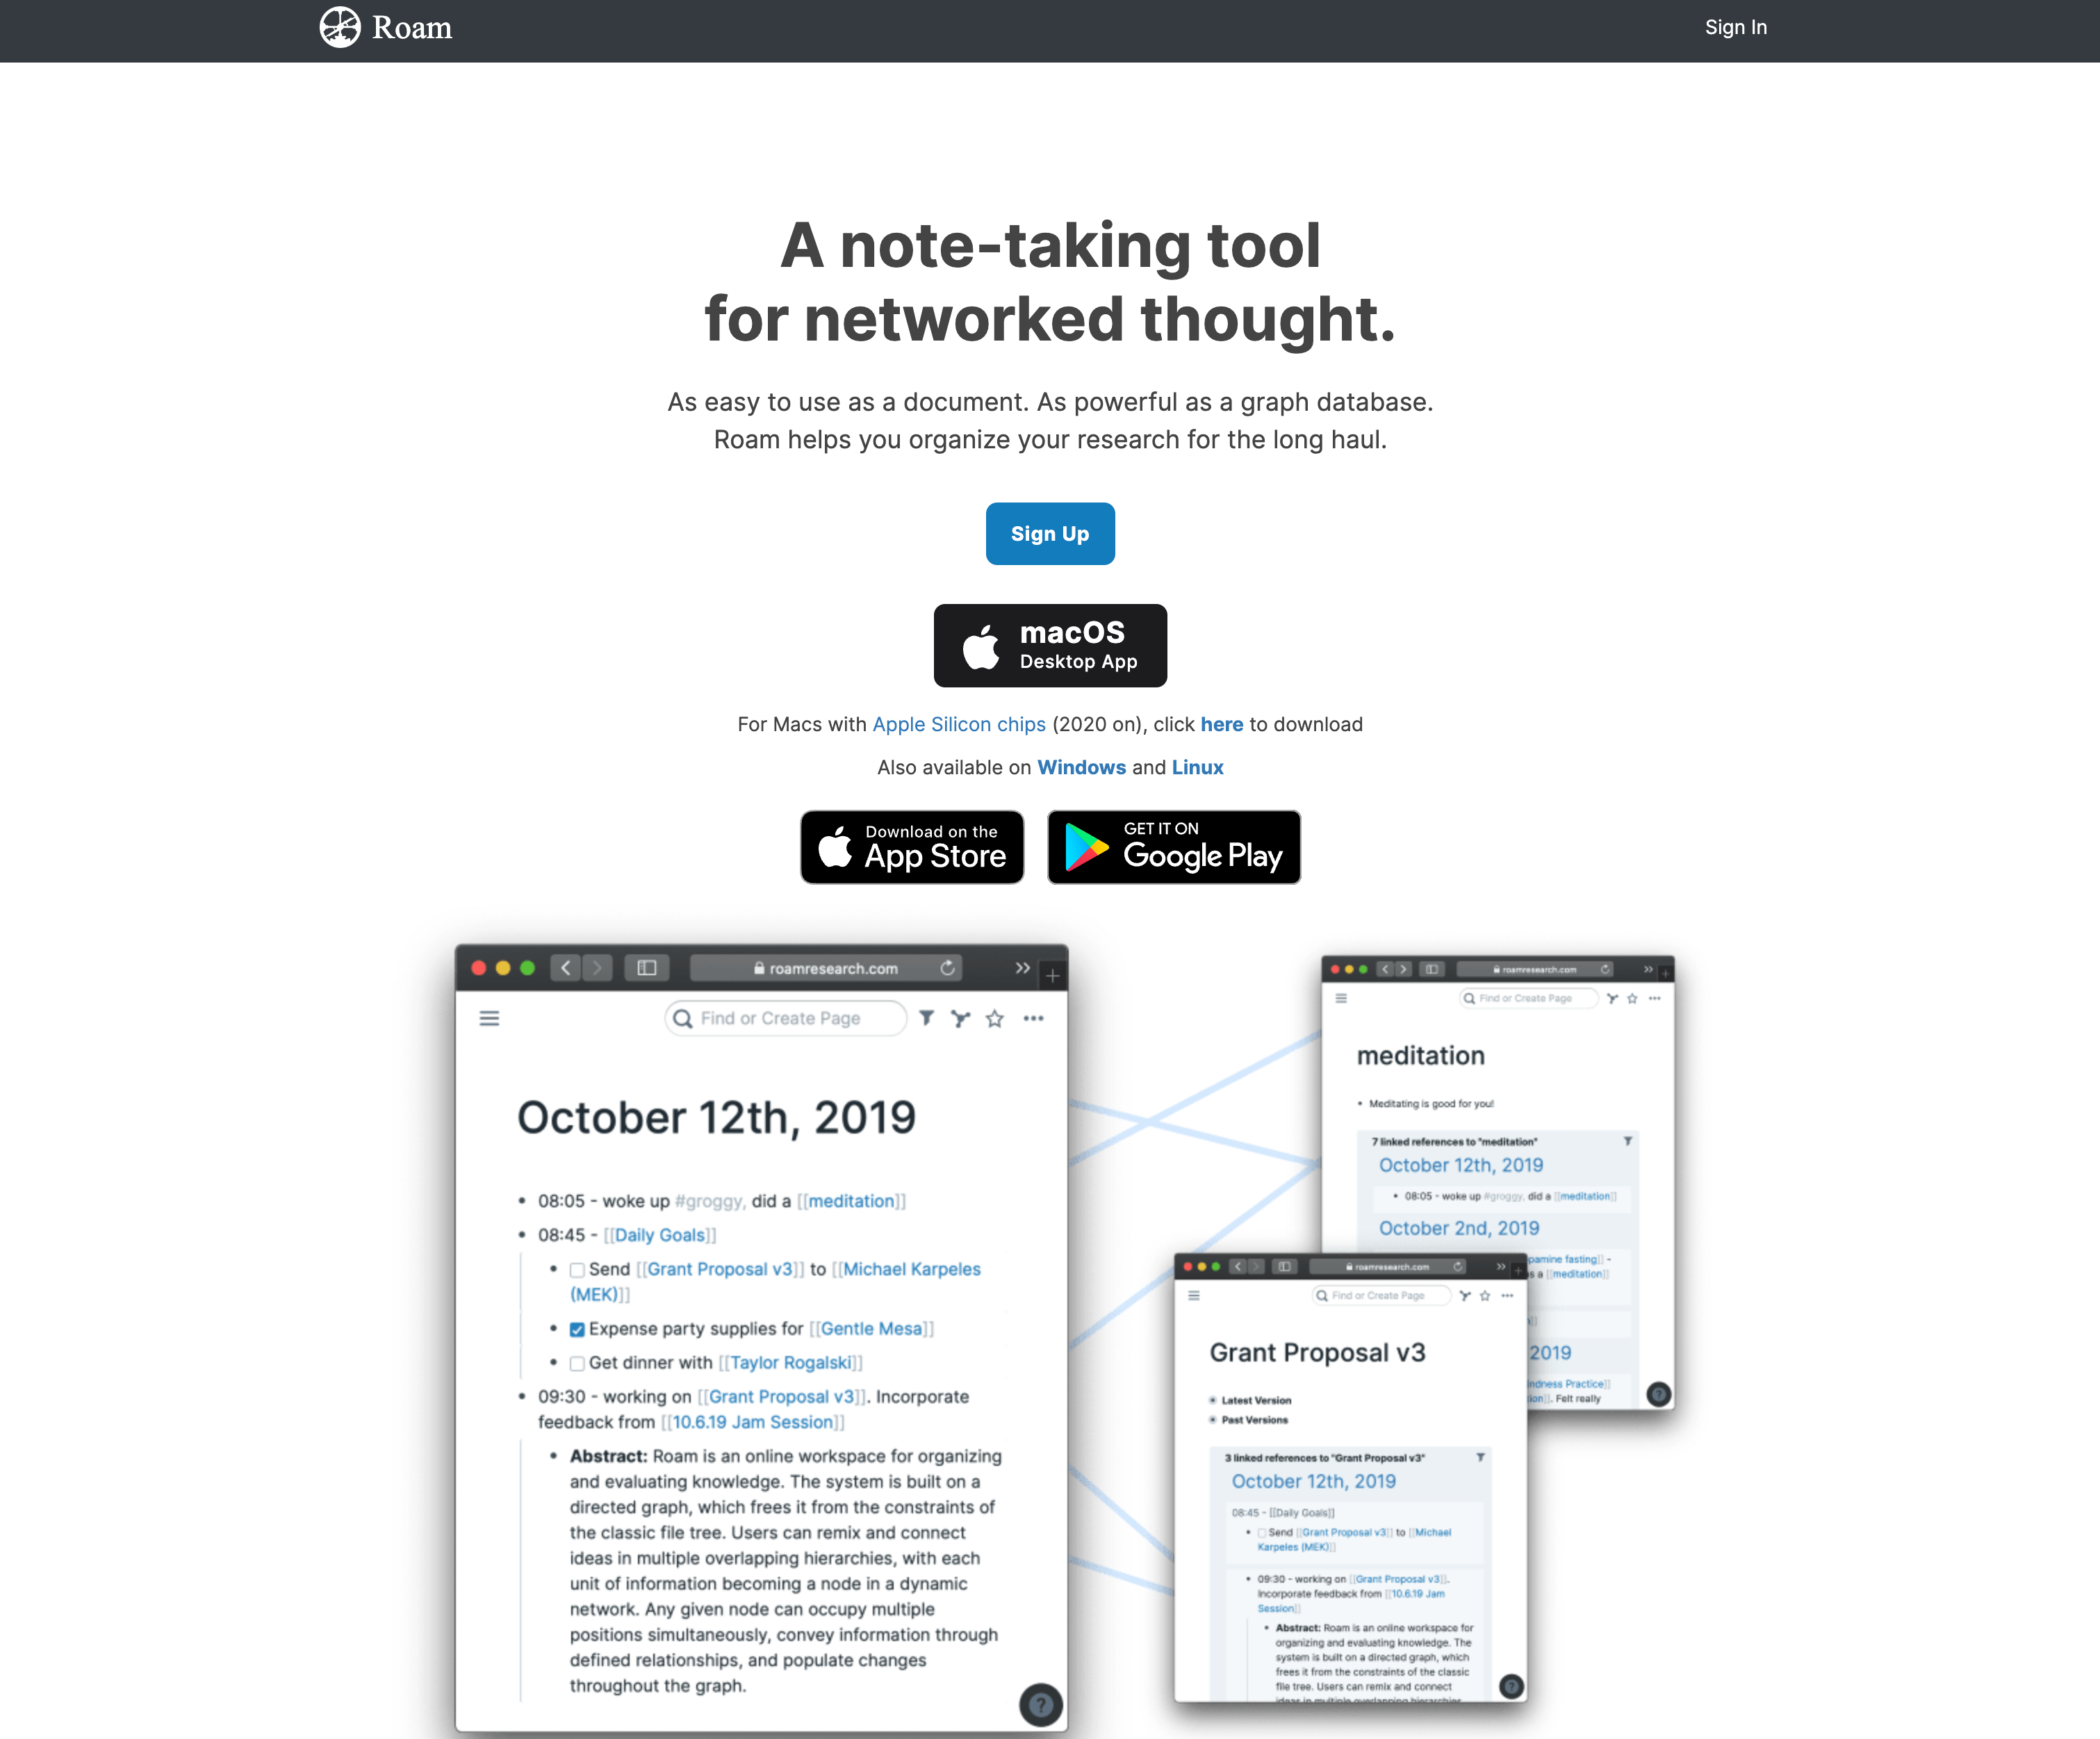 Roam
Sign In
A note-taking tool
for networked thought.
As easy to use as a document. As powerful as a graph database.
Roam helps you organize your research for the long haul.
Sign Up
macOS
Desktop App
For Macs with Apple Silicon chips (2020 on), click here to download
Also available on Windows and Linux
Download on the
App Store
GET IT ON
Google Play
roamresearch.com
Find or Create Page
October 12th, 2019
• 08:05 - woke up #groggy, did a [[meditation]]
• 08:45 - [[Daily Goals]]
• Send [[Grant Proposal v3]] to [[Michael Karpeles
(MEK)]]
• Expense party supplies for [[Gentle Mesa]]
• Get dinner with [[Taylor Rogalski]]
• 09:30 - working on [[Grant Proposal v3]]. Incorporate
feedback from [[10.6.19 Jam Session]]
• Abstract: Roam is an online workspace for organizing
and evaluating knowledge. The system is built on a
directed graph, which frees it from the constraints of
the classic file tree. Users can remix and connect
ideas in multiple overlapping hierarchies, with each
unit of information becoming a node in a dynamic
network. Any given node can occupy multiple
positions simultaneously, convey information through
defined relationships, and populate changes
throughout the graph.
?
roamresearch.com
Find or Create Page
meditation
• Meditating is good for you!
7 linked references to "meditation"
October 12th, 2019
• 08:05 - woke up #groggy, did a [[meditation]]
October 2nd, 2019
fasting]] -
a [[meditation]]
2019
Practice]]
Felt really
?
roamresearch.com
Find or Create Page
Grant Proposal v3
• Latest Version
• Past Versions
3 linked references to "Grant Proposal v3"
October 12th, 2019
08:45 - [[Daily Goals]]
• Send [[Grant Proposal v3]] to [[Michael
Karpeles (MEK)]]
• 09:30 - working on [[Grant Proposal v3]].
Incorporate feedback from [[10.6.19 Jam
Session]]
• Abstract: Roam is an online workspace for
organizing and evaluating knowledge. The
system is built on a directed graph, which
frees it from the constraints of the classic
file tree. Users can remix and connect
ideas in multiple overlapping hierarchies
?